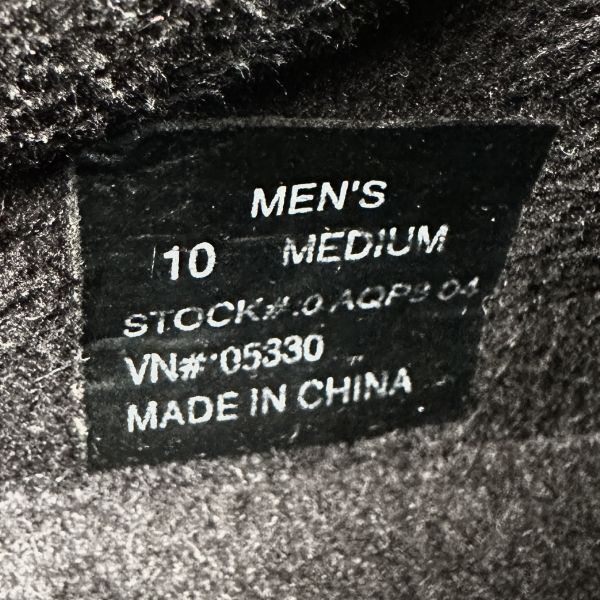 MEN'S
10 MEDIUM
STOCK#:0 AQP9 04
VN#:05330
MADE IN CHINA